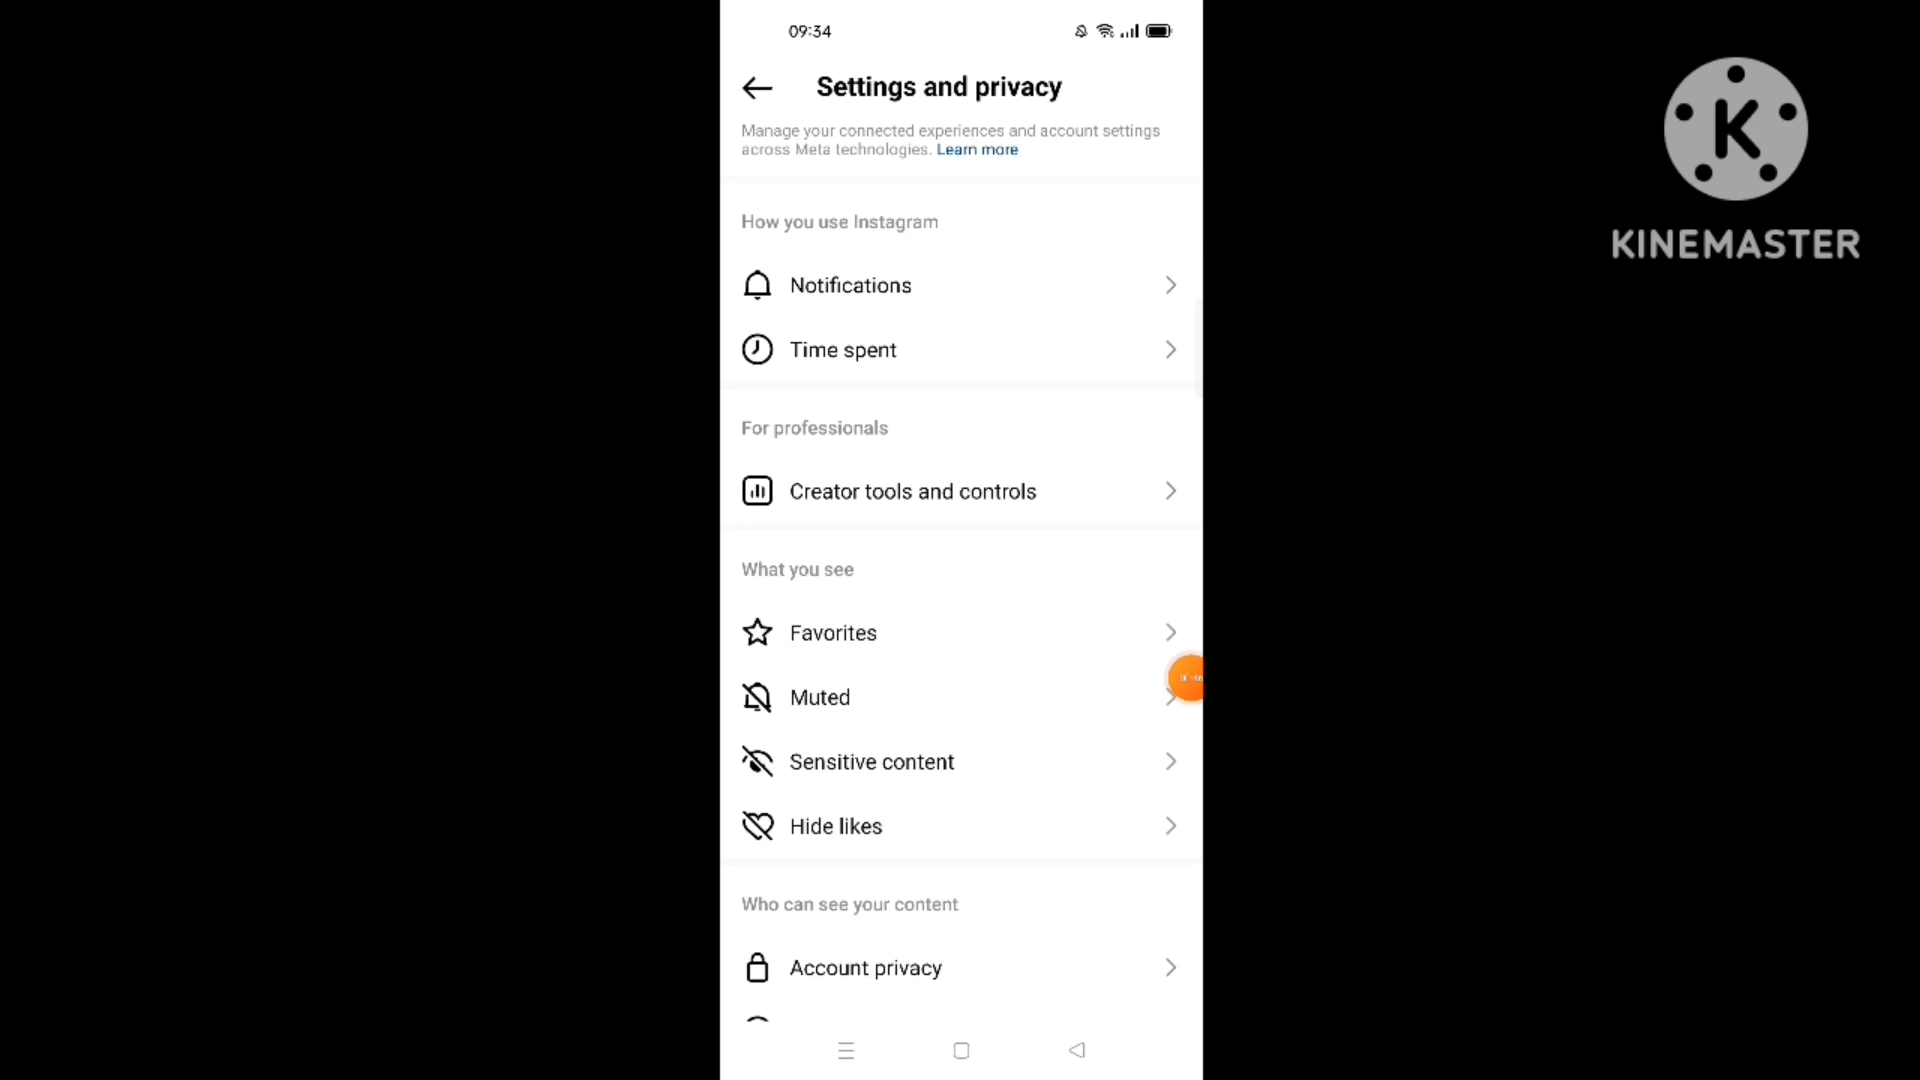 09:34
Settings and privacy
Manage your connected experiences and account settings
across Meta technologies. Learn more
How you use Instagram
Notifications
Time spent
For professionals
Creator tools and controls
What you see
Favorites
Muted
Sensitive content
Hide likes
Who can see your content
Account privacy
K
KINEMASTER